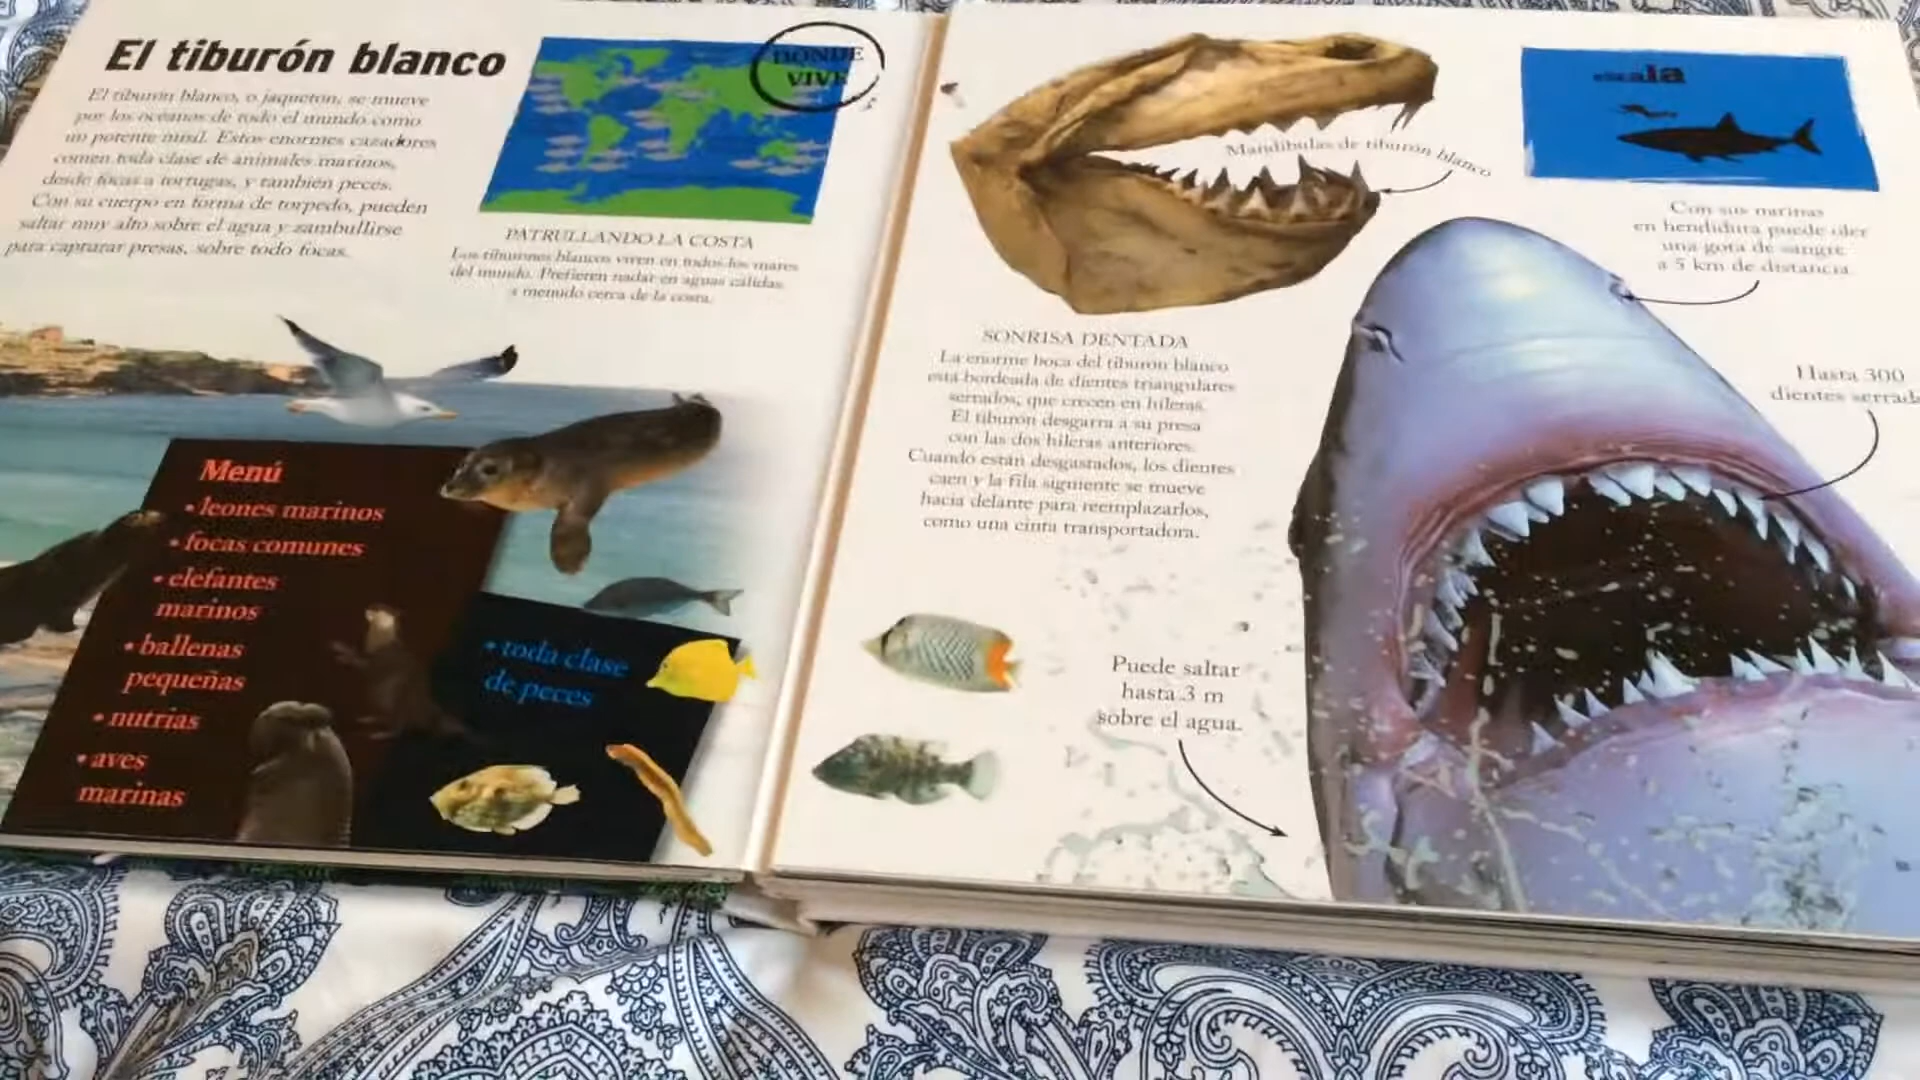 El tiburón blanco
El tiburón blanco, o jaquetón, se mueve
por los océanos de todo el mundo como
un potente misil. Estos enormes cazadores
comen toda clase de animales marinos,
desde focas a tortugas, y también peces.
Con su cuerpo en forma de torpedo, pueden
saltar muy alto sobre el agua y zambullirse
para capturar presas, sobre todo focas.
DÓNDE
VIVE
PATRULLANDO LA COSTA
Los tiburones blancos viven en todos los mares
del mundo. Prefieren nadar en aguas cálidas,
a menudo cerca de la costa.
Menú
• leones marinos
• focas comunes
• elefantes
marinos
• ballenas
pequeñas
• nutrias
• aves
marinas
• toda clase
de peces
Mandíbulas de tiburón blanco
escala
Con sus narinas
en hendidura puede oler
una gota de sangre
a 5 km de distancia.
SONRISA DENTADA
La enorme boca del tiburón blanco
está bordeada de dientes triangulares
serrados, que crecen en hileras.
El tiburón desgarra a su presa
con las dos hileras anteriores.
Cuando están desgastados, los dientes
caen y la fila siguiente se mueve
hacia delante para reemplazarlos,
como una cinta transportadora.
Hasta 300
dientes serrad
Puede saltar
hasta 3 m
sobre el agua.